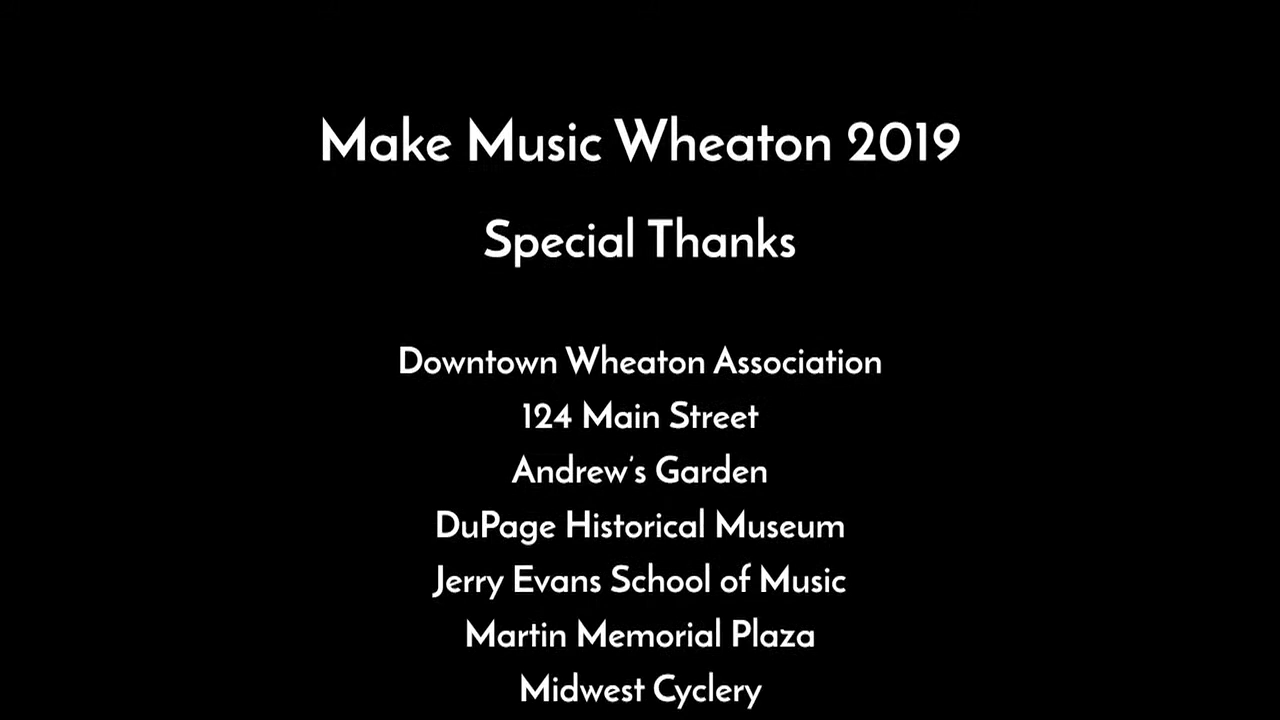 Make Music Wheaton 2019
Special Thanks
Downtown Wheaton Association
124 Main Street
Andrew's Garden
DuPage Historical Museum
Jerry Evans School of Music
Martin Memorial Plaza
Midwest Cyclery